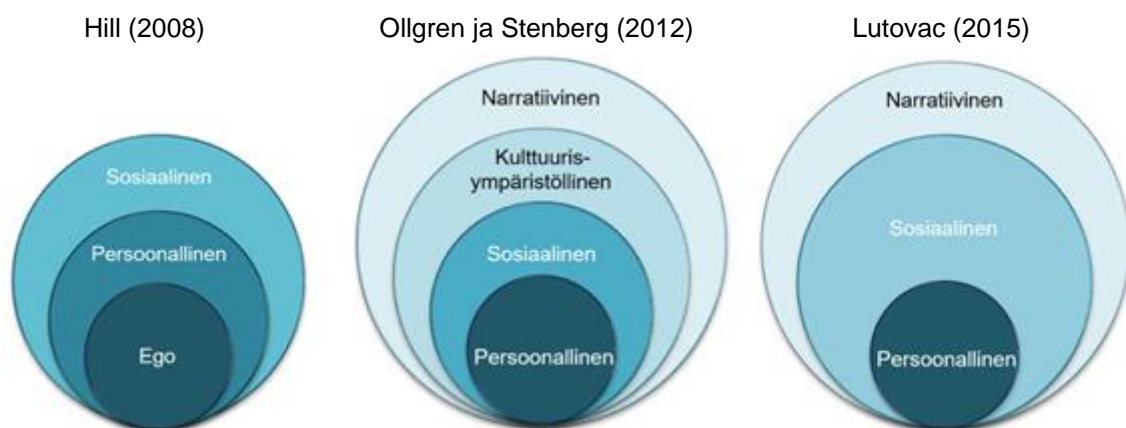 Hill (2008)
Sosiaalinen
Persoonallinen
Ego
Ollgren ja Stenberg (2012)
Narratiivinen
Kulttuuris-
ympäristöllinen
Sosiaalinen
Persoonallinen
Lutovac (2015)
Narratiivinen
Sosiaalinen
Persoonallinen